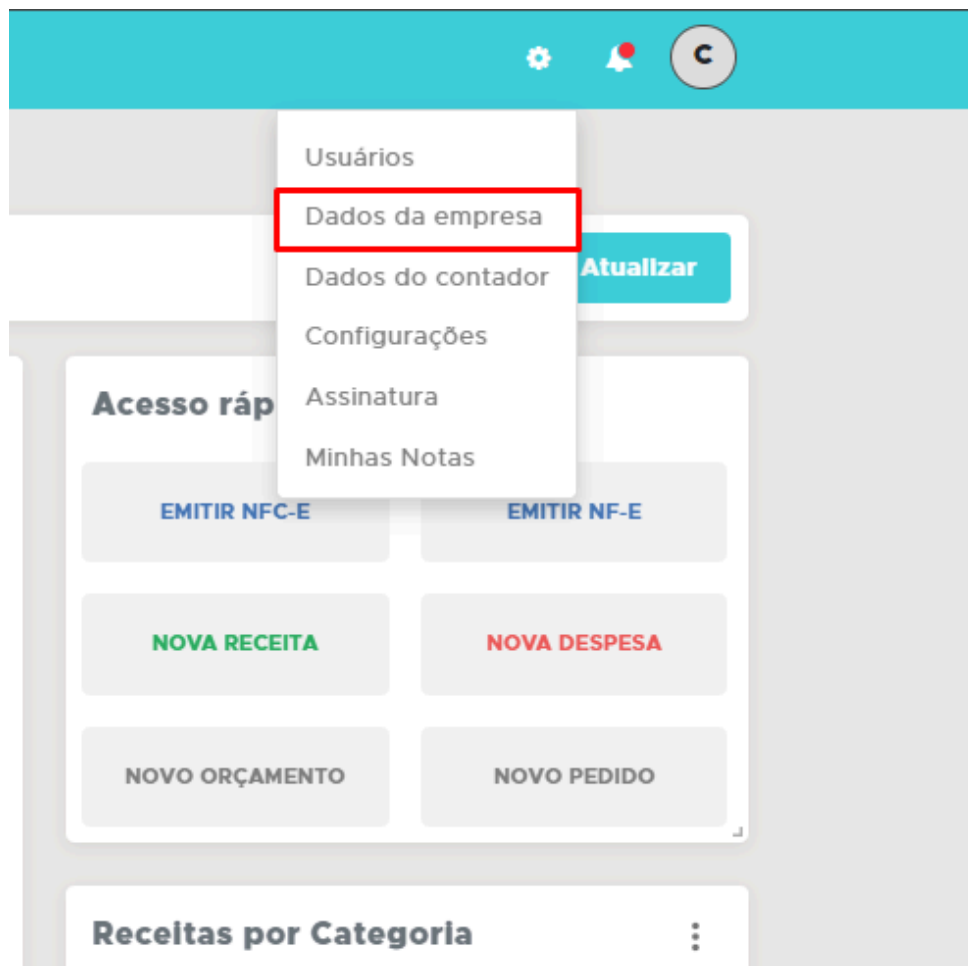 C
Usuários
Dados da empresa
Dados do contador
Atualizar
Configurações
Assinatura
Minhas Notas
Acesso ráp
EMITIR NFC-E
EMITIR NF-E
NOVA RECEITA
NOVA DESPESA
NOVO ORÇAMENTO
NOVO PEDIDO
Receitas por Categoria